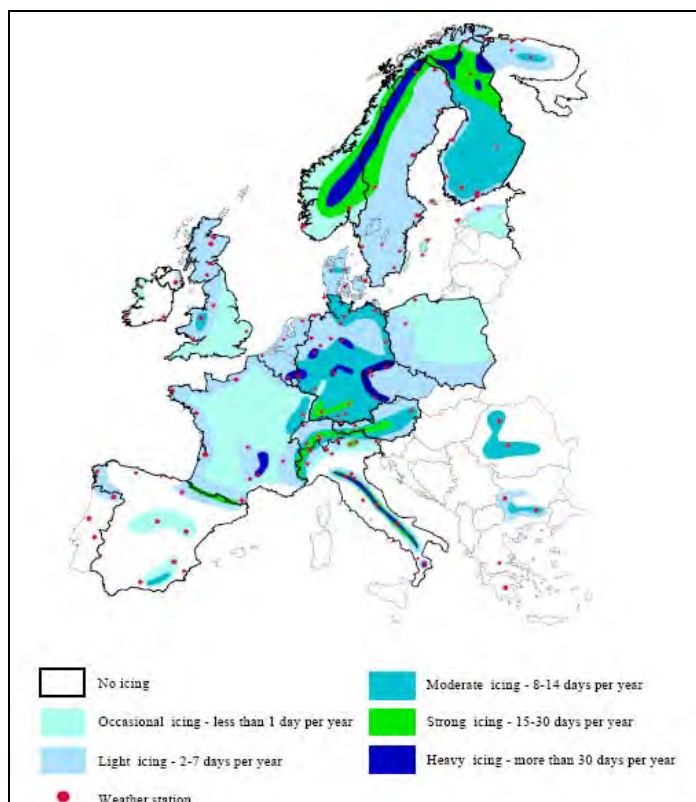 No icing
Occasional icing - less than 1 day per year
Light icing - 2-7 days per year
Weather station
Moderate icing - 8-14 days per year
Strong icing - 15-30 days per year
Heavy icing - more than 30 days per year